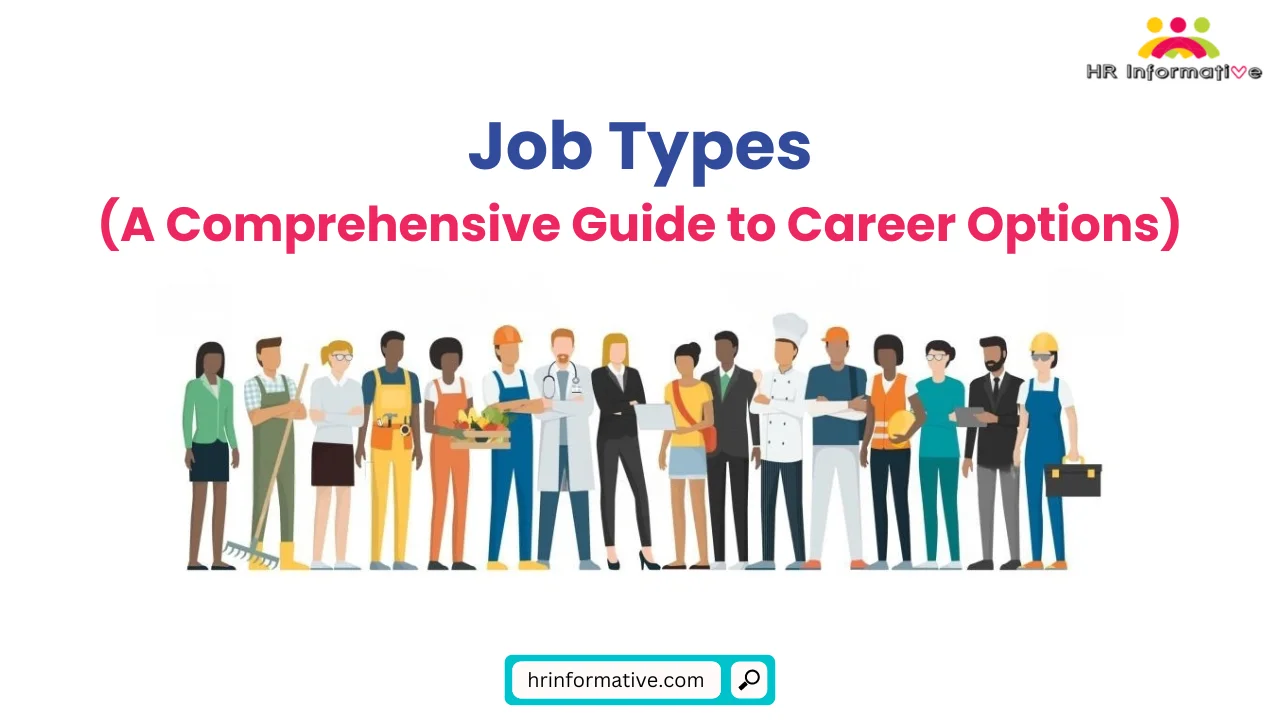 HR Informative
Job Types
(A Comprehensive Guide to Career Options)
hrinformative.com